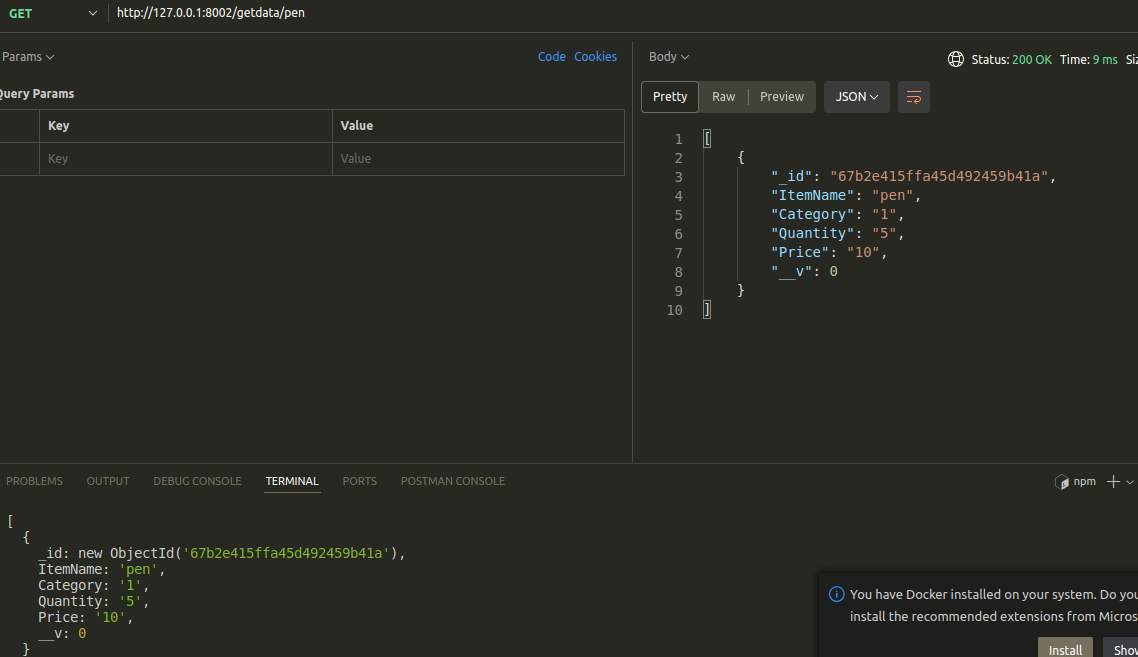 GET http://127.0.0.1:8002/getdata/pen
Params Code Cookies
Query Params
Key Value
Key Value
Body Status: 200 OK Time: 9 ms
Pretty Raw Preview JSON
1 [
2 {
3 "_id": "67b2e415ffa45d492459b41a",
4 "ItemName": "pen",
5 "Category": "1",
6 "Quantity": "5",
7 "Price": "10",
8 "__v": 0
9 }
10 ]
PROBLEMS OUTPUT DEBUG CONSOLE TERMINAL PORTS POSTMAN CONSOLE npm
[
{
_id: new ObjectId('67b2e415ffa45d492459b41a'),
ItemName: 'pen',
Category: '1',
Quantity: '5',
Price: '10',
__v: 0
}
You have Docker installed on your system. Do you
install the recommended extensions from Micros
Install Show